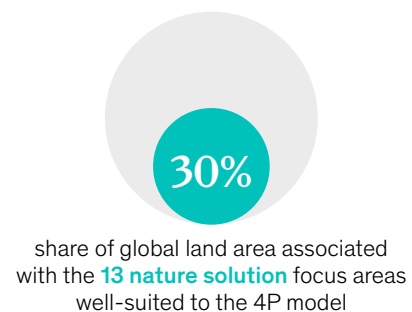 30%
share of global land area associated
with the 13 nature solution focus areas
well-suited to the 4P model